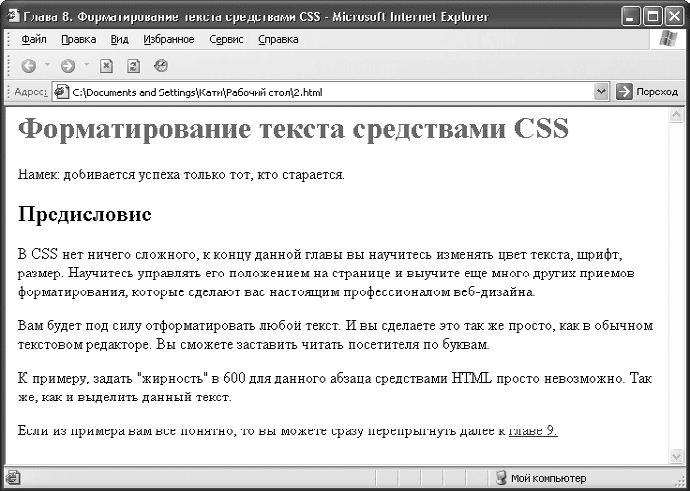 Глава 8. Форматирование текста средствами CSS - Microsoft Internet Explorer
Файл Правка Вид Избранное Сервис Справка
Адрес: C:\Documents and Settings\Кати\Рабочий стол\2.html Переход
Форматирование текста средствами CSS
Намек: добивается успеха только тот, кто старается.
Предисловие
В CSS нет ничего сложного, к концу данной главы вы научитесь изменять цвет текста, шрифт,
размер. Научитесь управлять его положением на странице и выучите еще много других приемов
форматирования, которые сделают вас настоящим профессионалом веб-дизайна.
Вам будет под силу отформатировать любой текст. И вы сделаете это так же просто, как в обычном
текстовом редакторе. Вы сможете заставить читать посетителя по буквам.
К примеру, задать "жирность" в 600 для данного абзаца средствами HTML просто невозможно. Так
же, как и выделить данный текст.
Если из примера вам все понятно, то вы можете сразу перепрыгнуть далее к главе 9.
Мой компьютер